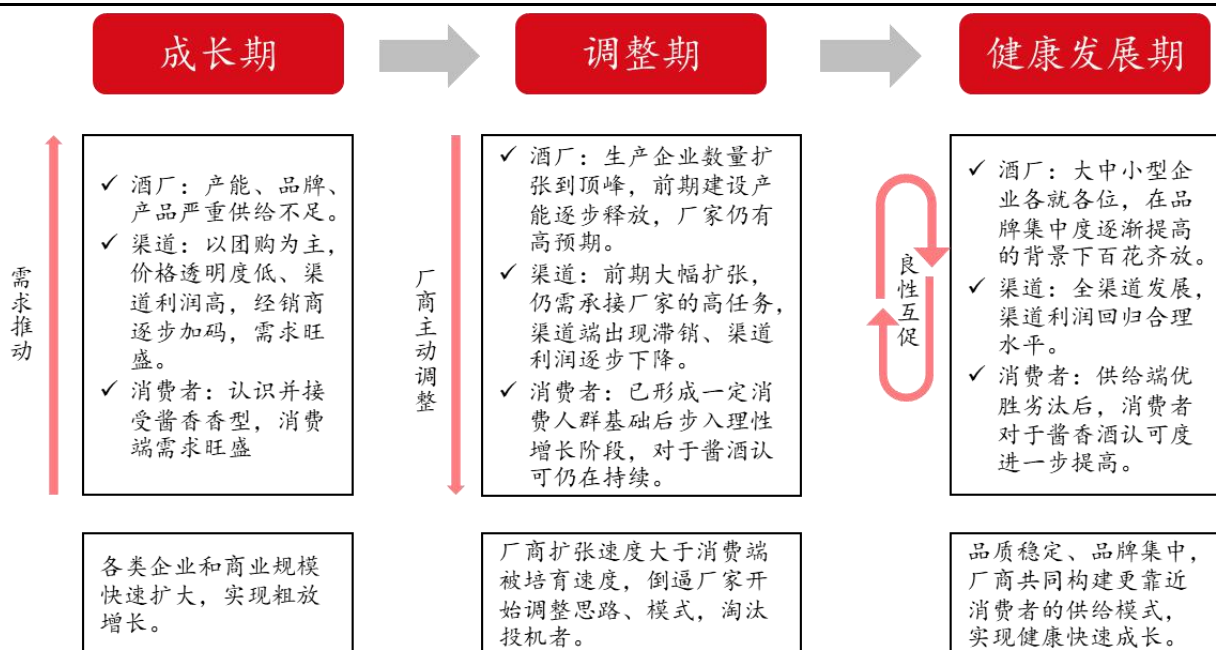 成长期
调整期
健康发展期
需求推动
✓ 酒厂：产能、品牌、
产品严重供给不足。
✓ 渠道：以团购为主，
价格透明度低、渠
道利润高，经销商
逐步加码，需求旺
盛。
✓ 消费者：认识并接
受酱香香型，消费
端需求旺盛
厂商主动调整
✓ 酒厂：生产企业数量扩
张到顶峰，前期建设产
能逐步释放，厂家仍有
高预期。
✓ 渠道：前期大幅扩张，
仍需承接厂家的高任务，
渠道端出现滞销、渠道
利润逐步下降。
✓ 消费者：已形成一定消
费人群基础后步入理性
增长阶段，对于酱酒认
可仍在持续。
良性互促
✓ 酒厂：大中小型企
业各就各位，在品
牌集中度逐渐提高
的背景下百花齐放。
✓ 渠道：全渠道发展，
渠道利润回归合理
水平。
✓ 消费者：供给端优
胜劣汰后，消费者
对于酱香酒认可度
进一步提高。
各类企业和商业规模
快速扩大，实现粗放
增长。
厂商扩张速度大于消费端
被培育速度，倒逼厂家开
始调整思路、模式，淘汰
投机者。
品质稳定、品牌集中，
厂商共同构建更靠近
消费者的供给模式，
实现健康快速成长。